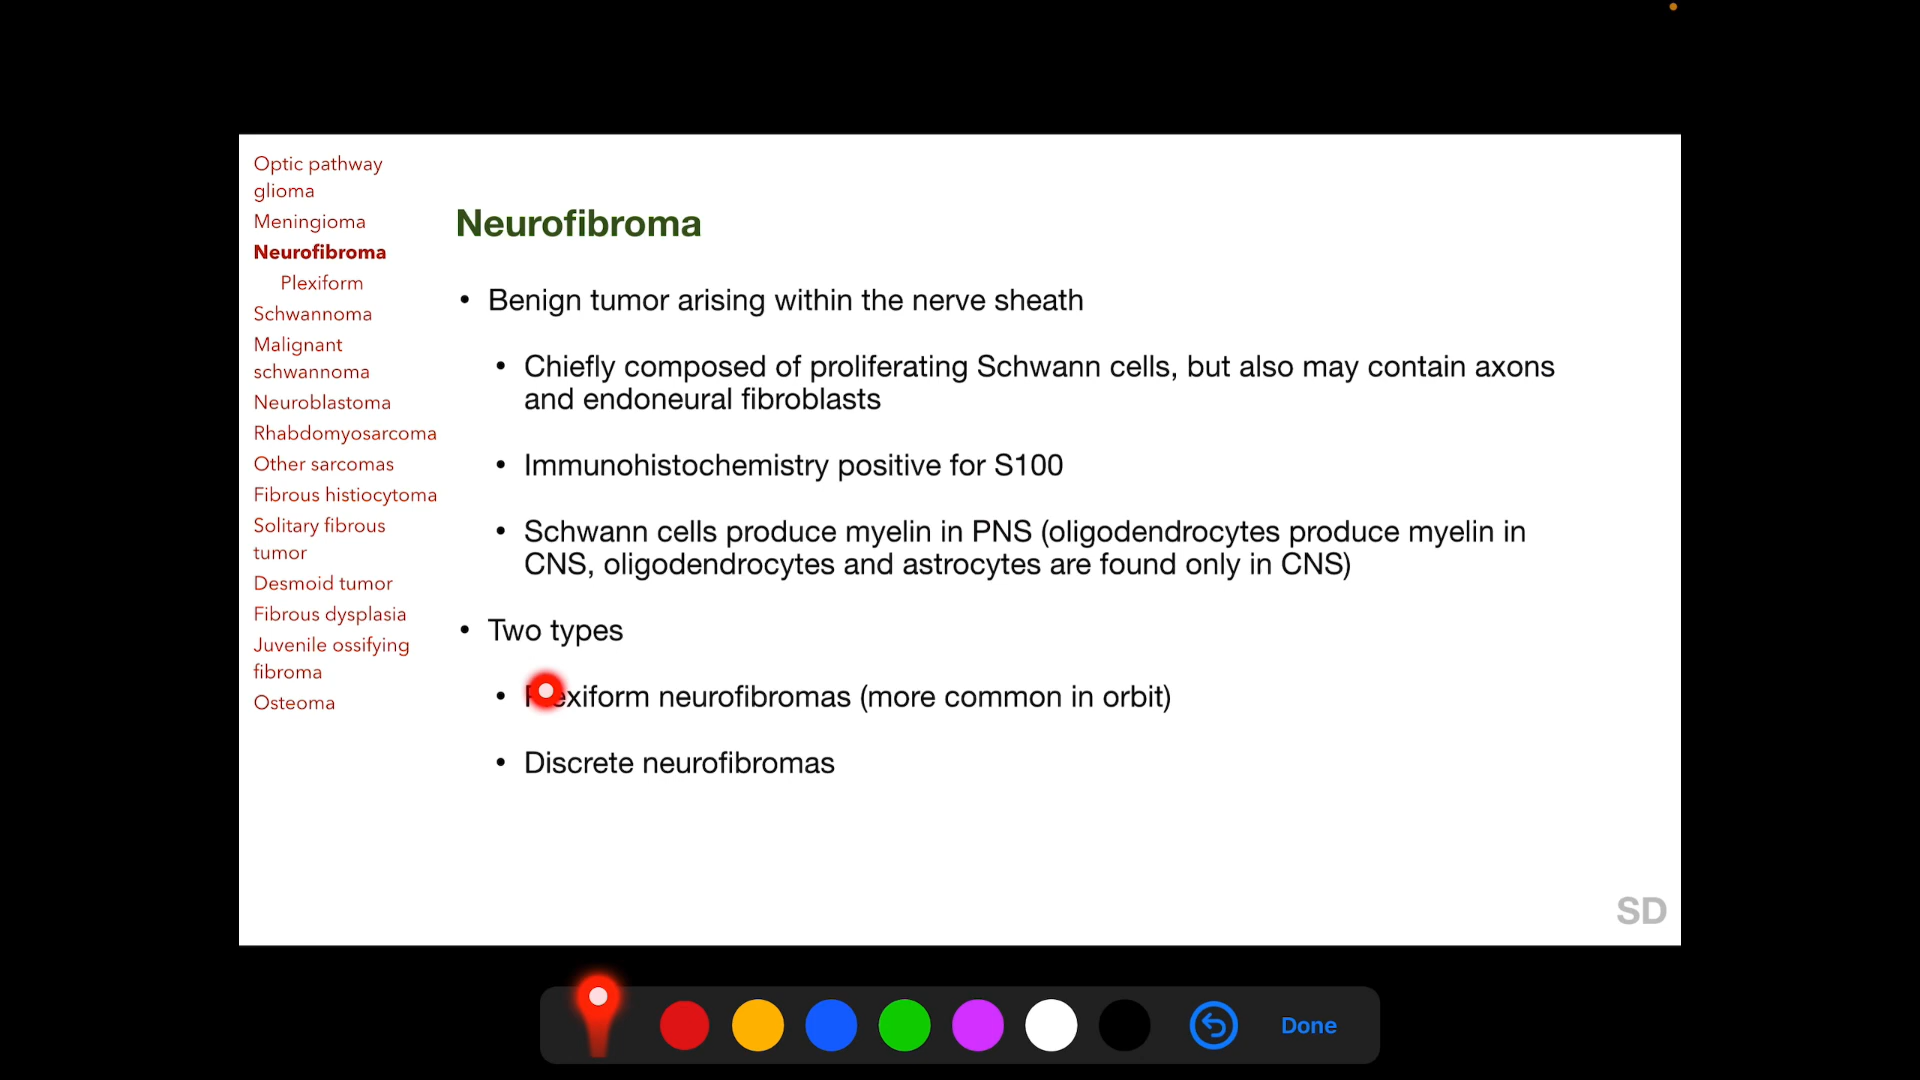 Optic pathway
glioma
Meningioma
Neurofibroma
Plexiform
Schwannoma
Malignant
schwannoma
Neuroblastoma
Rhabdomyosarcoma
Other sarcomas
Fibrous histiocytoma
Solitary fibrous
tumor
Desmoid tumor
Fibrous dysplasia
Juvenile ossifying
fibroma
Osteoma
Neurofibroma
• Benign tumor arising within the nerve sheath
• Chiefly composed of proliferating Schwann cells, but also may contain axons
and endoneural fibroblasts
• Immunohistochemistry positive for S100
• Schwann cells produce myelin in PNS (oligodendrocytes produce myelin in
CNS, oligodendrocytes and astrocytes are found only in CNS)
• Two types
• Plexiform neurofibromas (more common in orbit)
• Discrete neurofibromas
SD
Done